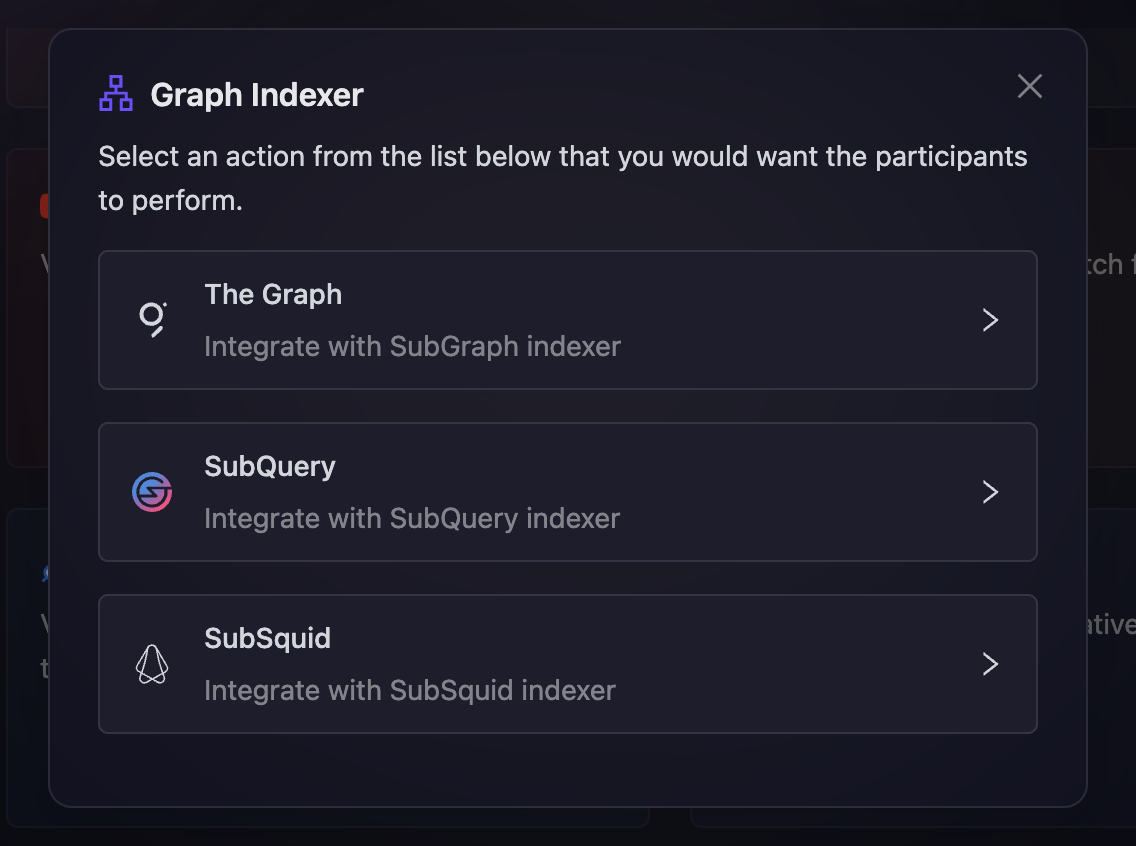 Graph Indexer
Select an action from the list below that you would want the participants
to perform.
The Graph
Integrate with SubGraph indexer
SubQuery
Integrate with SubQuery indexer
SubSquid
Integrate with SubSquid indexer